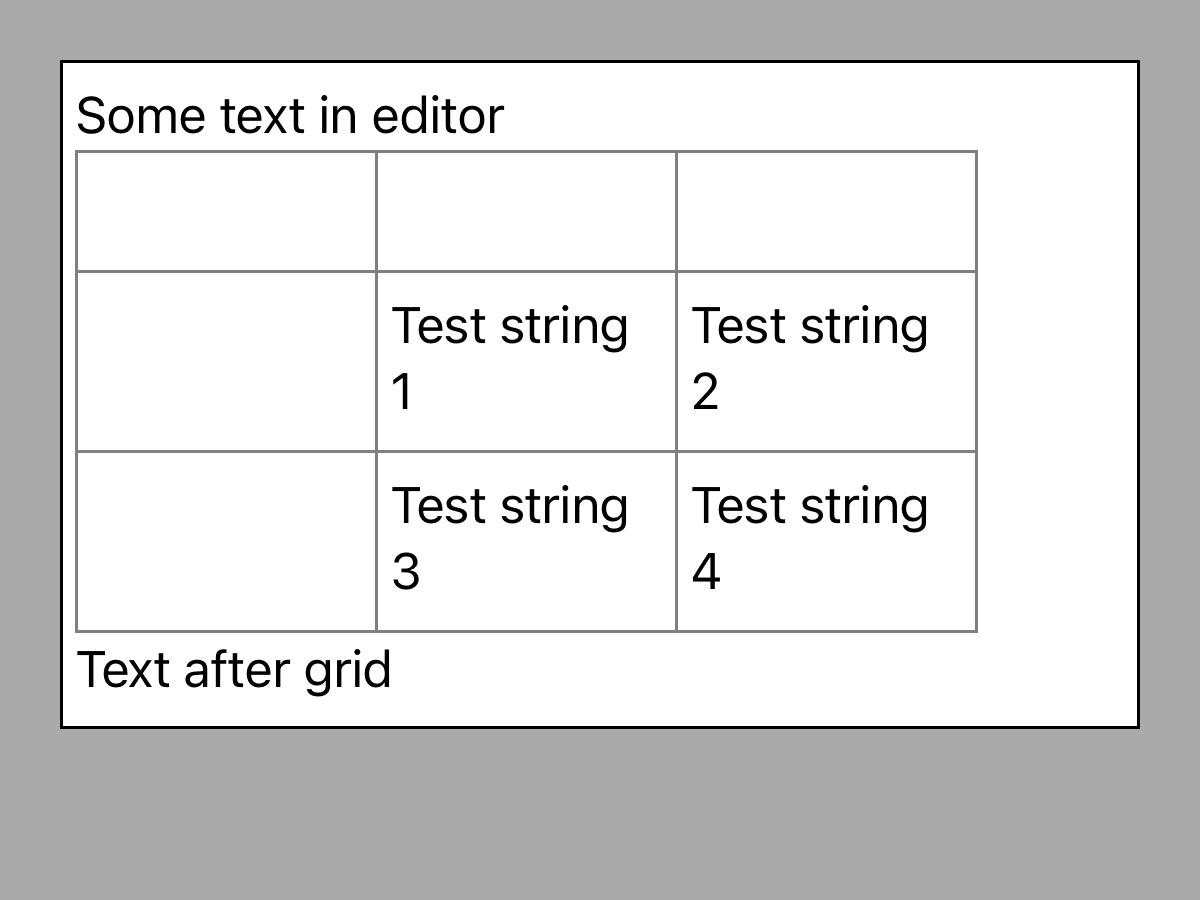 Some text in editor
Test string
1
Test string
2
Test string
3
Test string
4
Text after grid